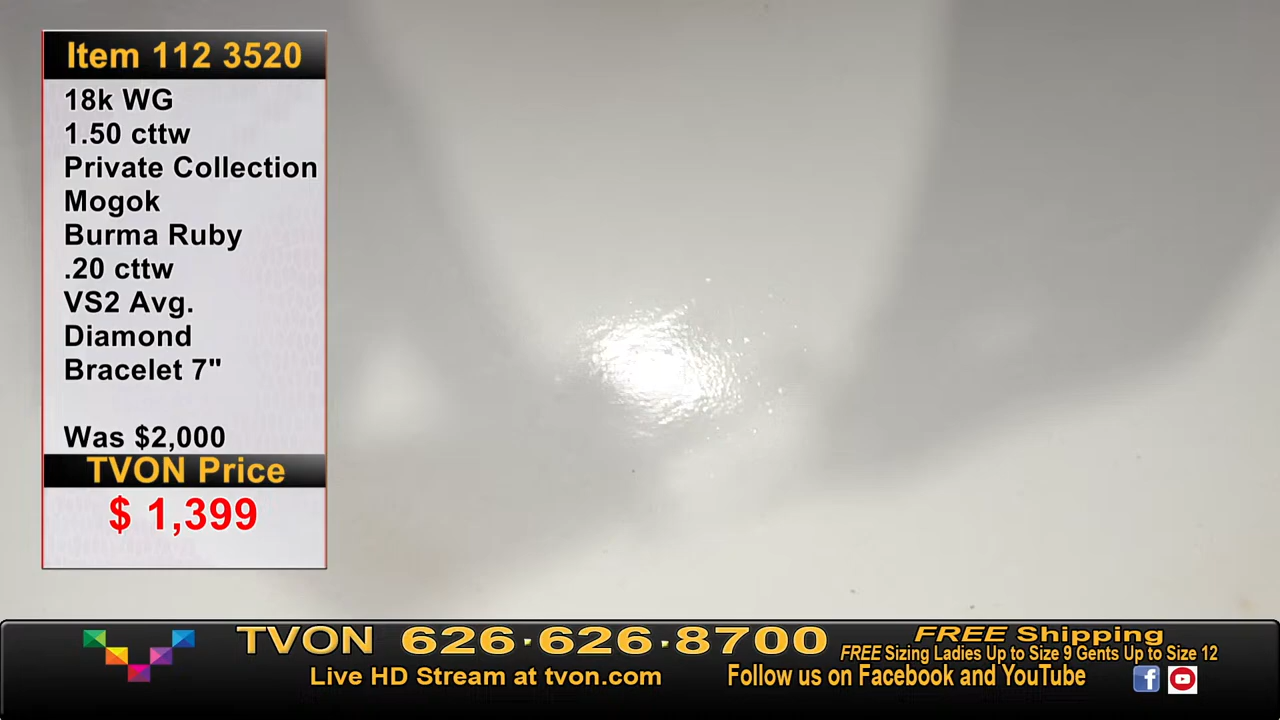 Item 112 3520
18k WG
1.50 cttw
Private Collection
Mogok
Burma Ruby
.20 cttw
VS2 Avg.
Diamond
Bracelet 7"
Was $2,000
TVON Price
$ 1,399
TVON 626·626·8700
FREE Shipping
FREE Sizing Ladies Up to Size 9 Gents Up to Size 12
Live HD Stream at tvon.com
Follow us on Facebook and YouTube